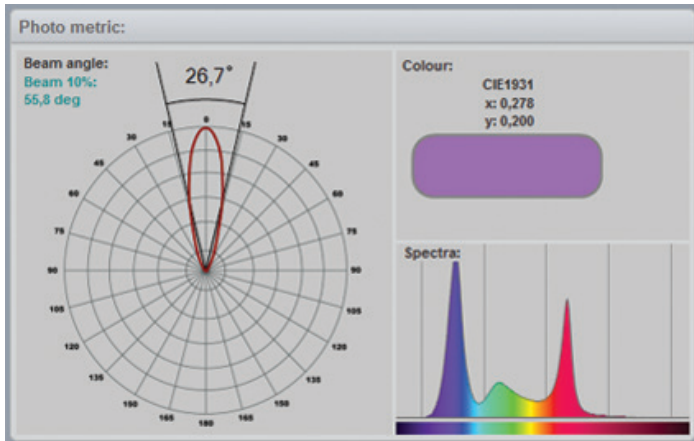 Photo metric:
Beam angle:
Beam 10%:
55,8 deg
26,7°
0
15
15
30
30
45
45
60
60
75
75
90
90
105
105
120
120
135
135
150
150
165
165
180
Colour:
CIE1931
x: 0,278
y: 0,200
Spectra: